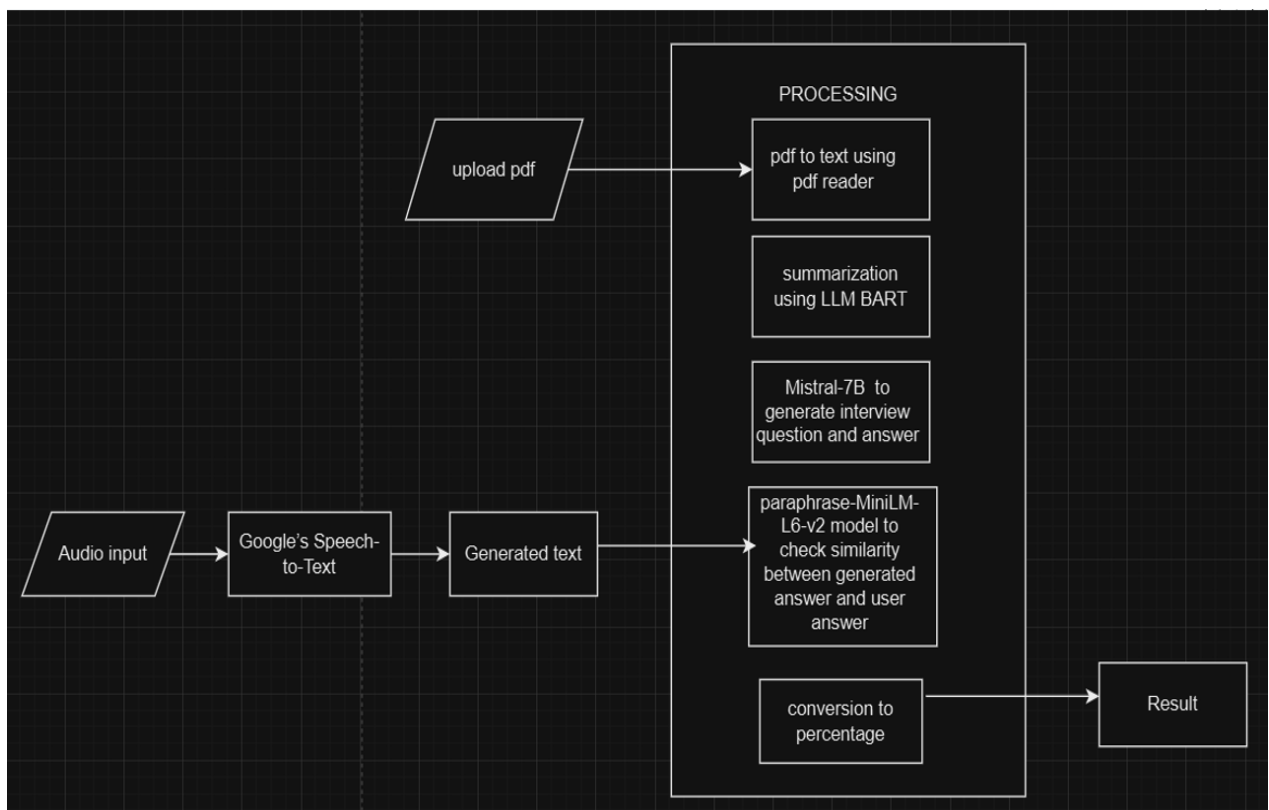 PROCESSING
upload pdf
pdf to text using
pdf reader
summarization
using LLM BART
Mistral-7B to
generate interview
question and answer
Audio input
Google's Speech-
to-Text
Generated text
paraphrase-MiniLM-
L6-v2 model to
check similarity
between generated
answer and user
answer
conversion to
percentage
Result